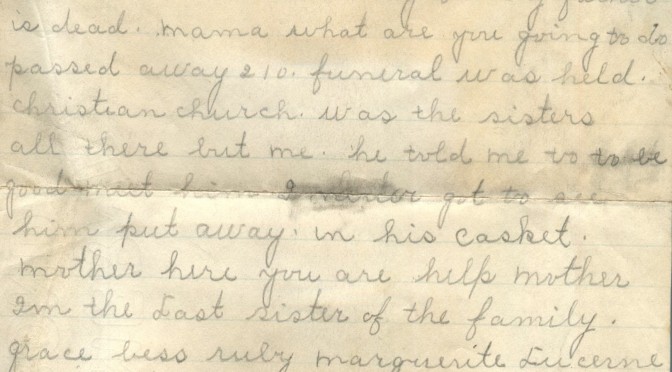 is dead. mama what are you going to do
passed away 210. funeral was held.
christian church. was the sisters
all there but me. he told me to to be
good meet him I never got to see
him put away. in his casket.
mother here you are help mother
Im the Last sister of the family.
grace bess ruby marguerite Lucerne